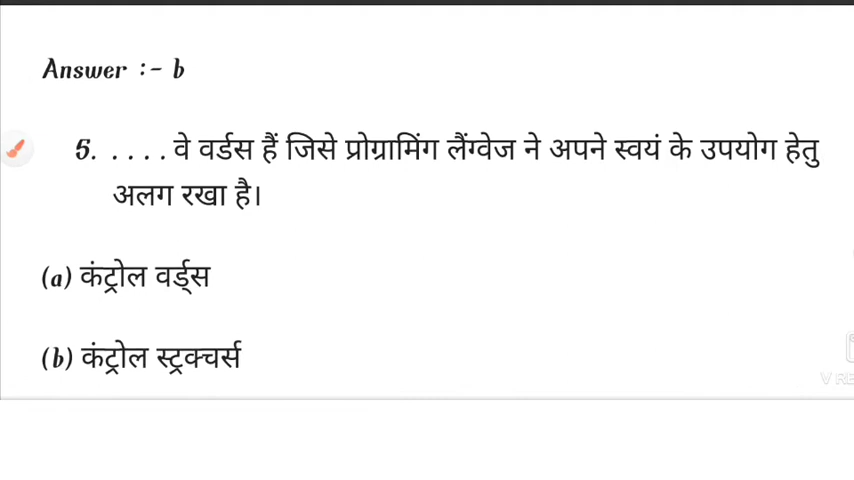 Answer :- b
5. . . . . वे वर्डस हैं जिसे प्रोग्रामिंग लैंग्वेज ने अपने स्वयं के उपयोग हेतु
अलग रखा है।
(a) कंट्रोल वर्ड्स
(b) कंट्रोल स्ट्रक्चर्स